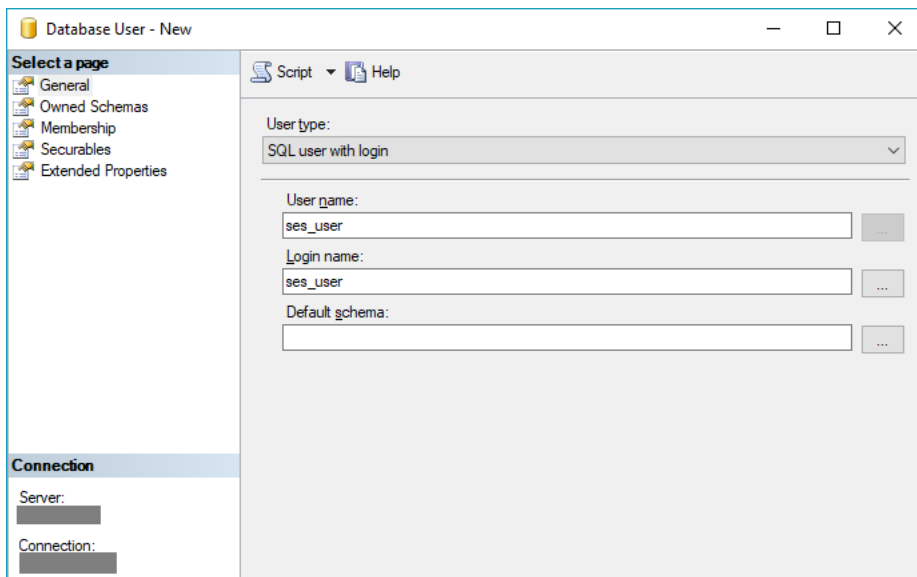 Database User - New
Select a page
General
Owned Schemas
Membership
Securables
Extended Properties
Script
Help
User type:
SQL user with login
User name:
ses_user
...
Login name:
ses_user
...
Default schema:
...
Connection
Server:
Connection: